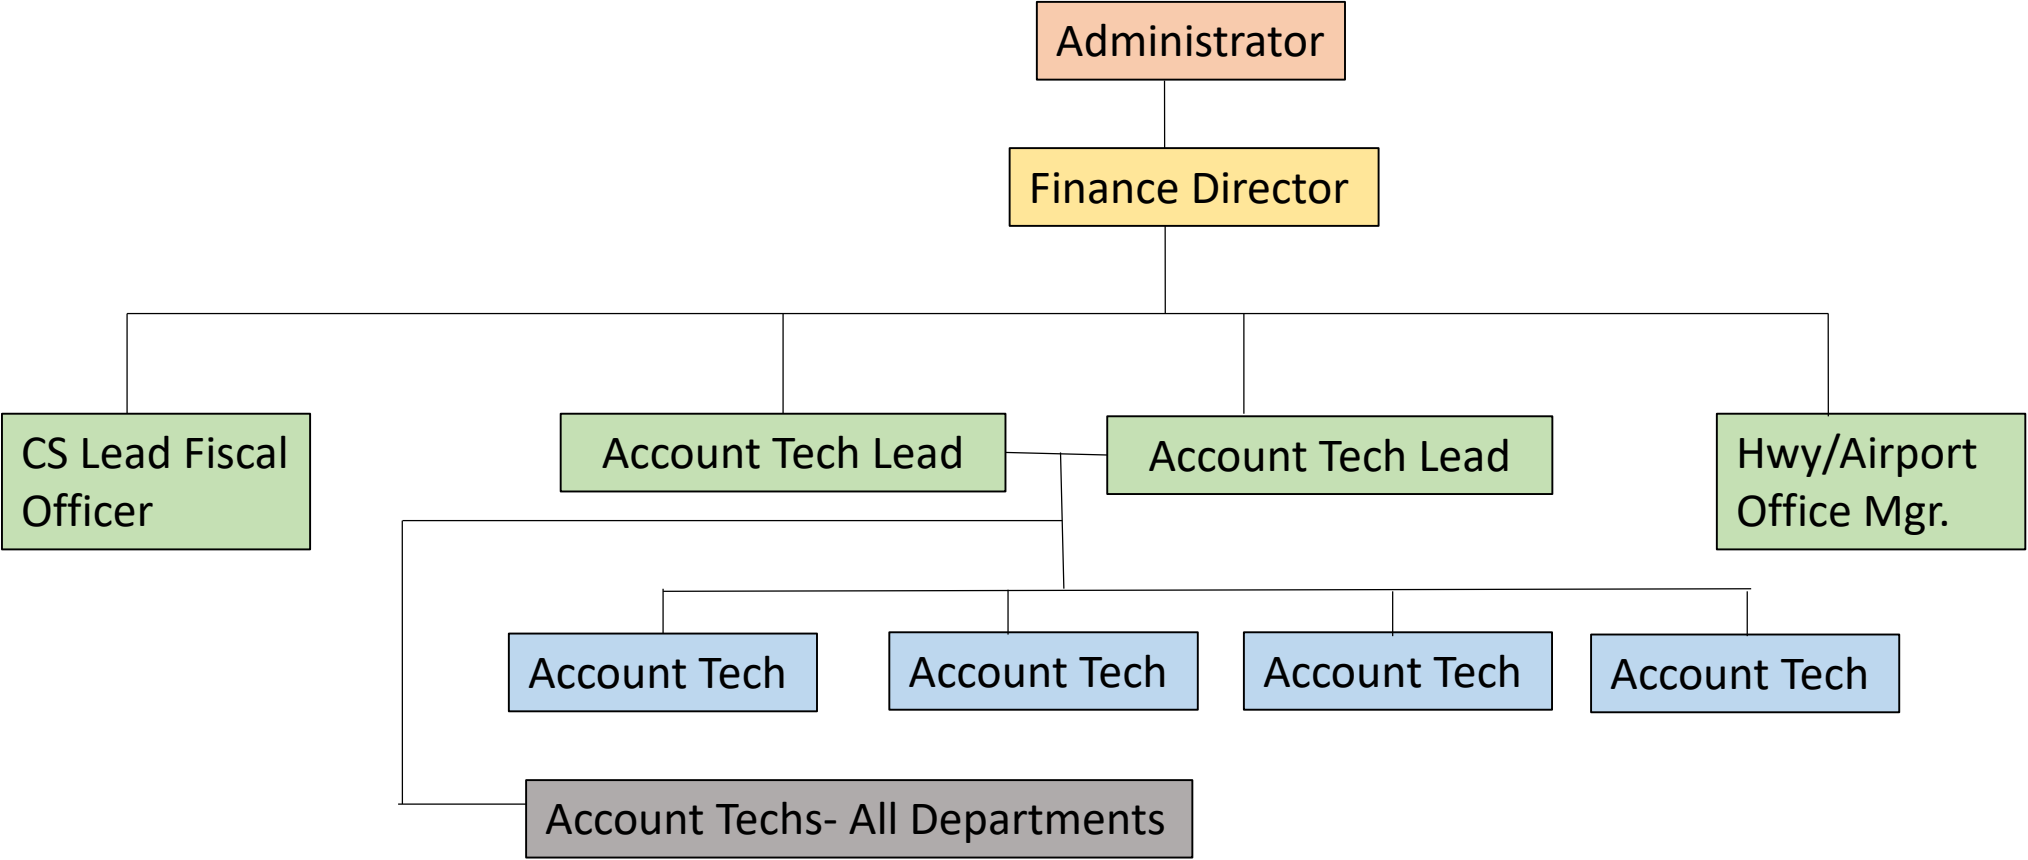 Administrator
Finance Director
CS Lead Fiscal
Officer
Account Tech Lead
Account Tech Lead
Hwy/Airport
Office Mgr.
Account Tech
Account Tech
Account Tech
Account Tech
Account Techs- All Departments